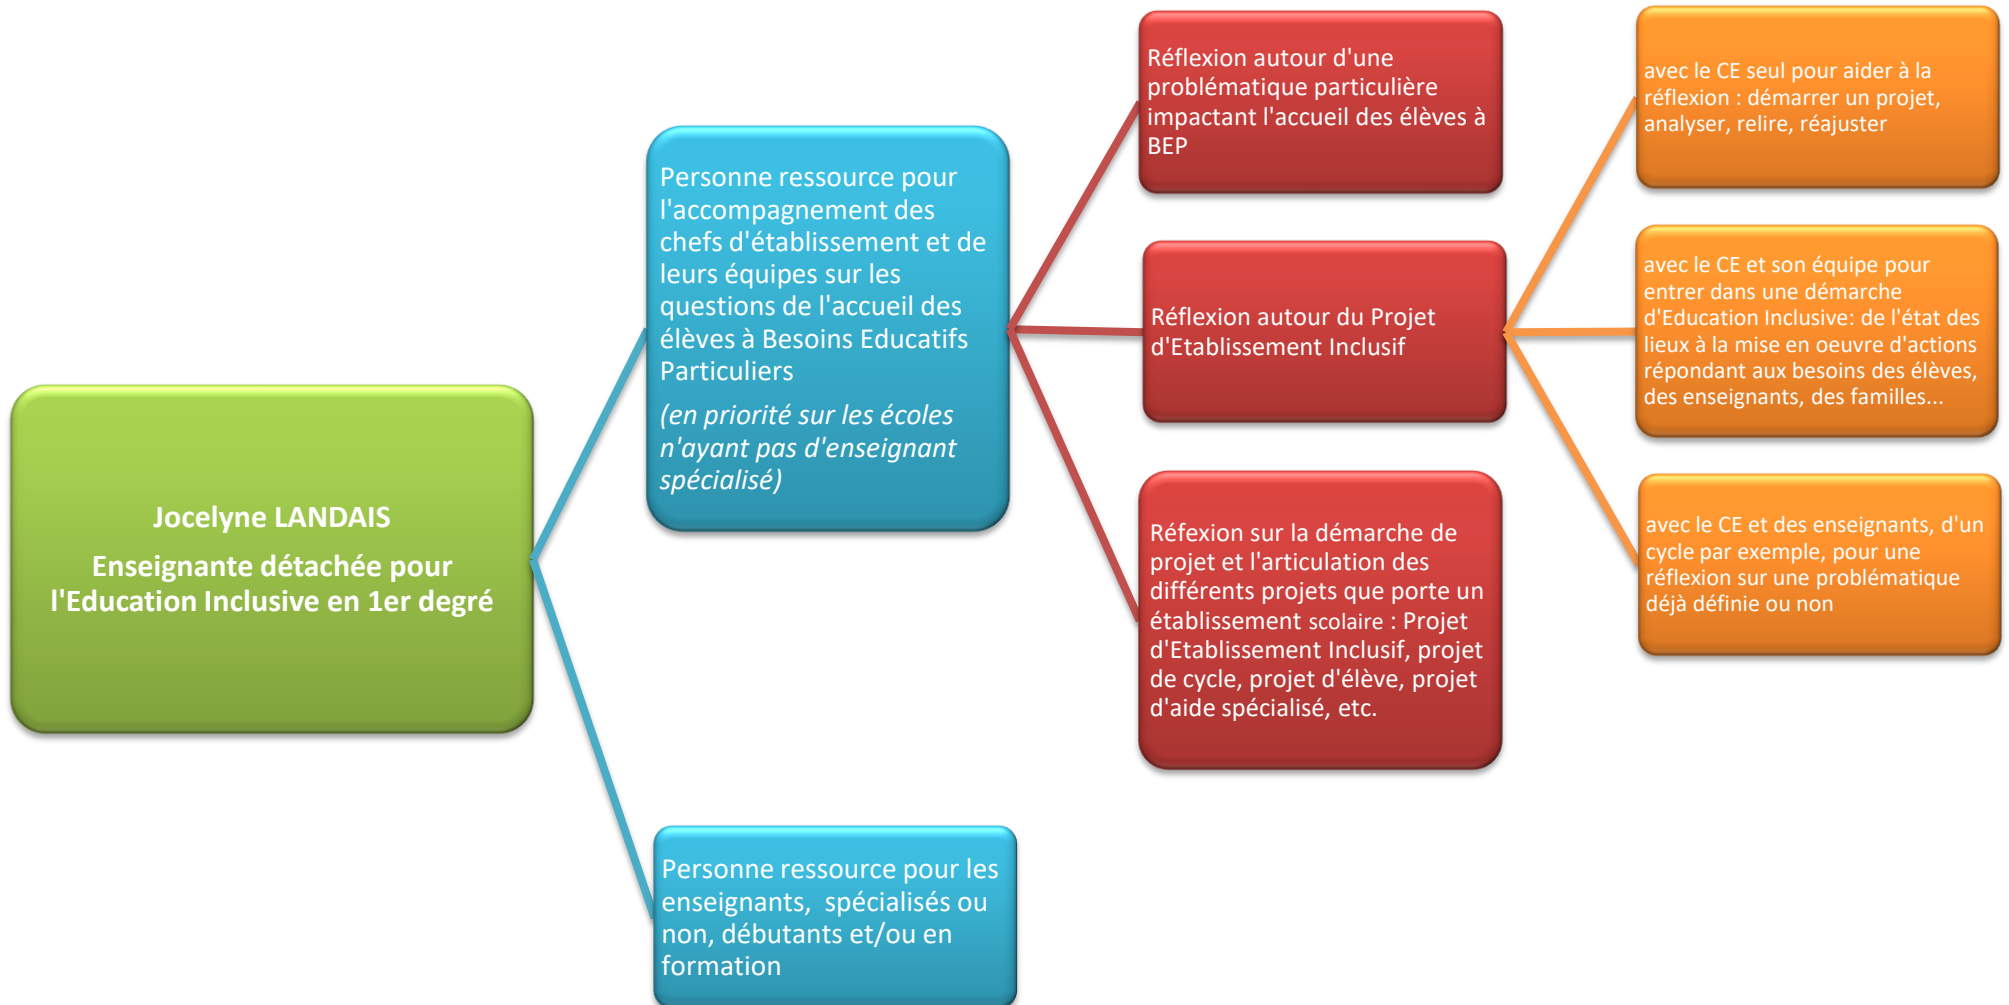 Jocelyne LANDAIS
Enseignante détachée pour
l'Education Inclusive en 1er degré
Personne ressource pour
l'accompagnement des
chefs d'établissement et de
leurs équipes sur les
questions de l'accueil des
élèves à Besoins Educatifs
Particuliers
(en priorité sur les écoles
n'ayant pas d'enseignant
spécialisé)
Réflexion autour d'une
problématique particulière
impactant l'accueil des élèves à
BEP
Réflexion autour du Projet
d'Etablissement Inclusif
avec le CE seul pour aider à la
réflexion : démarrer un projet,
analyser, relire, réajuster
avec le CE et son équipe pour
entrer dans une démarche
d'Education Inclusive: de l'état des
lieux à la mise en oeuvre d'actions
répondant aux besoins des élèves,
des enseignants, des familles...
avec le CE et des enseignants, d'un
cycle par exemple, pour une
réflexion sur une problématique
déjà définie ou non
Réfexion sur la démarche de
projet et l'articulation des
différents projets que porte un
établissement scolaire : Projet
d'Etablissement Inclusif, projet
de cycle, projet d'élève, projet
d'aide spécialisé, etc.
Personne ressource pour les
enseignants,  spécialisés ou
non, débutants et/ou en
formation